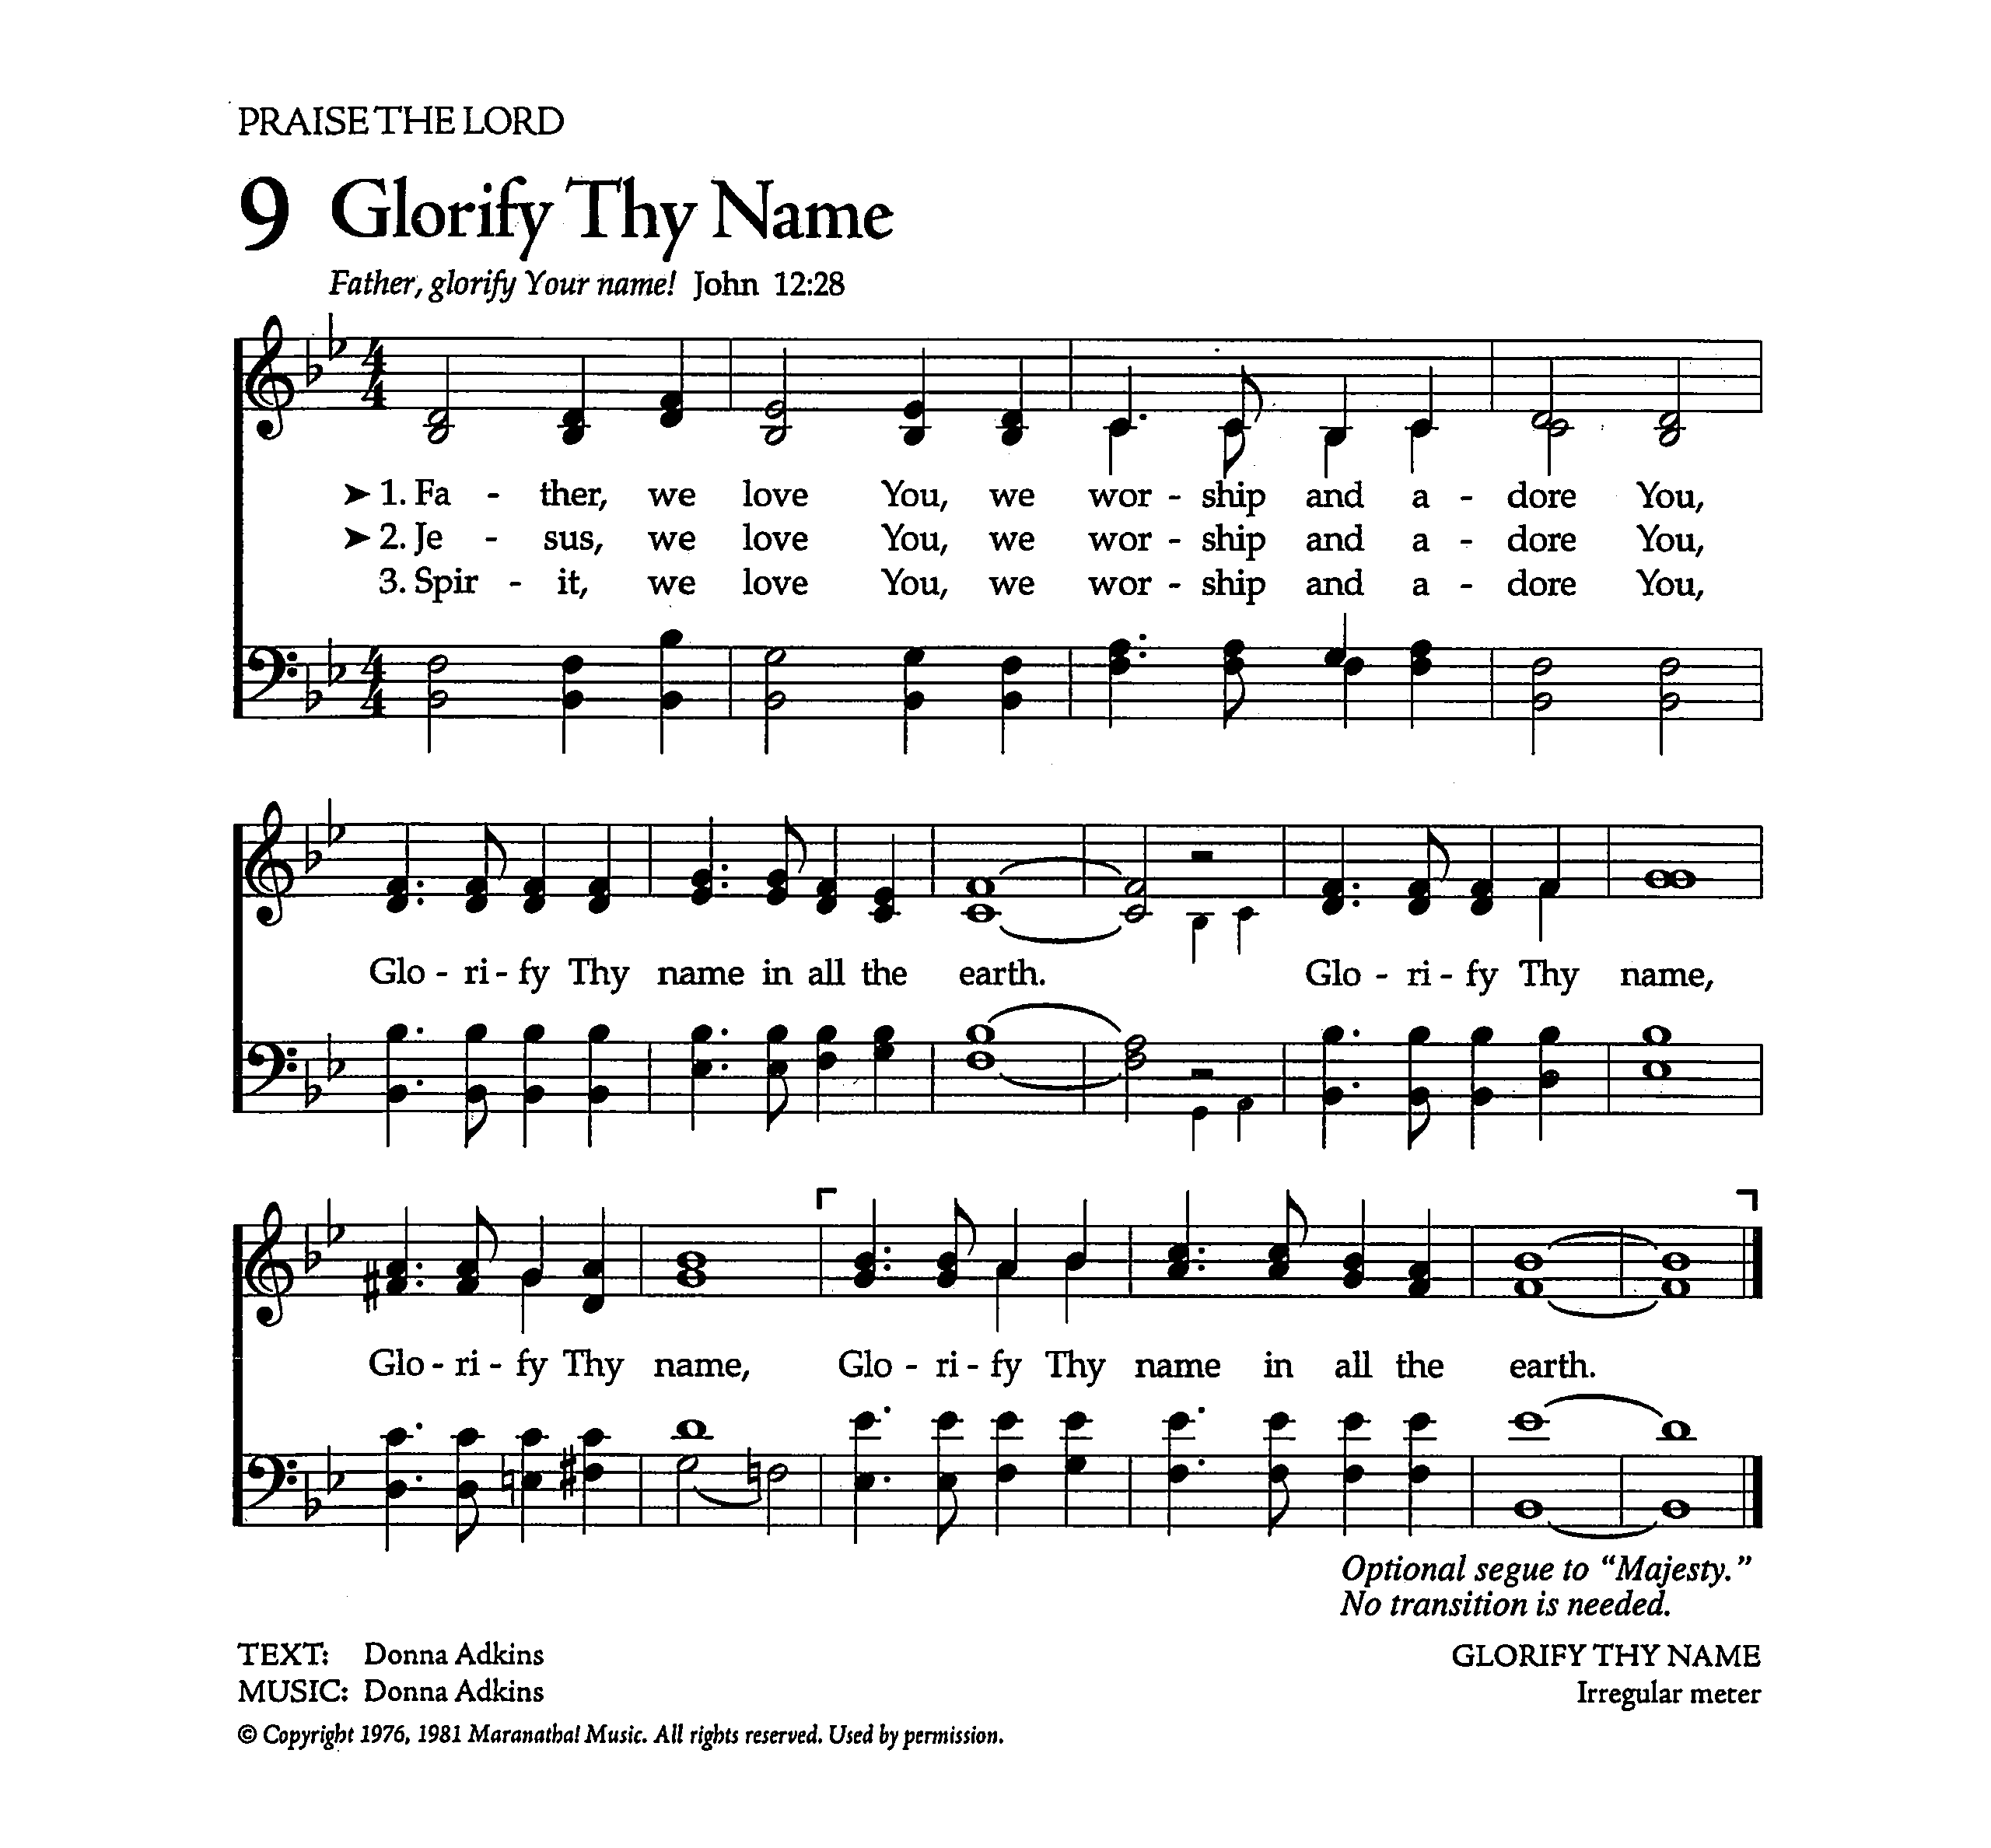 PRAISE THE LORD
9 Glorify Thy Name
Father, glorify Your name! John 12:28
➤ 1. Fa - ther, we love You, we wor - ship and a - dore You,
➤ 2. Je - sus, we love You, we wor - ship and a - dore You,
3. Spir - it, we love You, we wor - ship and a - dore You,
Glo - ri - fy Thy name in all the earth. Glo - ri - fy Thy name,
Glo - ri - fy Thy name, Glo - ri - fy Thy name in all the earth.
Optional segue to “Majesty.”
No transition is needed.
TEXT: Donna Adkins
GLORIFY THY NAME
MUSIC: Donna Adkins
Irregular meter
© Copyright 1976, 1981 Maranatha! Music. All rights reserved. Used by permission.